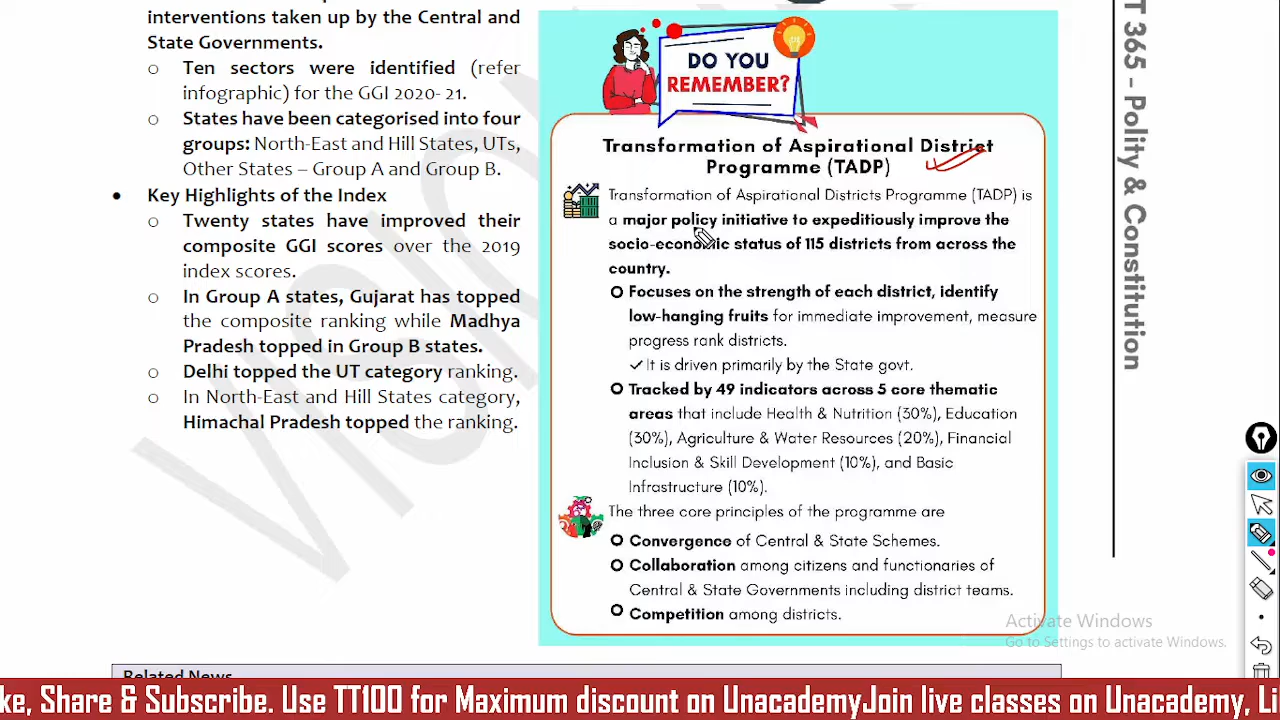 interventions taken up by the Central and
State Governments.
o Ten sectors were identified (refer
infographic) for the GGI 2020- 21.
o States have been categorised into four
groups: North-East and Hill States, UTs,
Other States – Group A and Group B.
• Key Highlights of the Index
o Twenty states have improved their
composite GGI scores over the 2019
index scores.
o In Group A states, Gujarat has topped
the composite ranking while Madhya
Pradesh topped in Group B states.
o Delhi topped the UT category ranking.
o In North-East and Hill States category,
Himachal Pradesh topped the ranking.
DO YOU
REMEMBER?
Transformation of Aspirational District
Programme (TADP)
Transformation of Aspirational Districts Programme (TADP) is
a major policy initiative to expeditiously improve the
socio-economic status of 115 districts from across the
country.
O Focuses on the strength of each district, identify
low-hanging fruits for immediate improvement, measure
progress rank districts.
✓ It is driven primarily by the State govt.
O Tracked by 49 indicators across 5 core thematic
areas that include Health & Nutrition (30%), Education
(30%), Agriculture & Water Resources (20%), Financial
Inclusion & Skill Development (10%), and Basic
Infrastructure (10%).
The three core principles of the programme are
O Convergence of Central & State Schemes.
O Collaboration among citizens and functionaries of
Central & State Governments including district teams.
O Competition among districts.
T 365 - Polity & Constitution
Activate Windows
Go to Settings to activate Windows.
Related News
ke, Share & Subscribe. Use TT100 for Maximum discount on UnacademyJoin live classes on Unacademy, Li